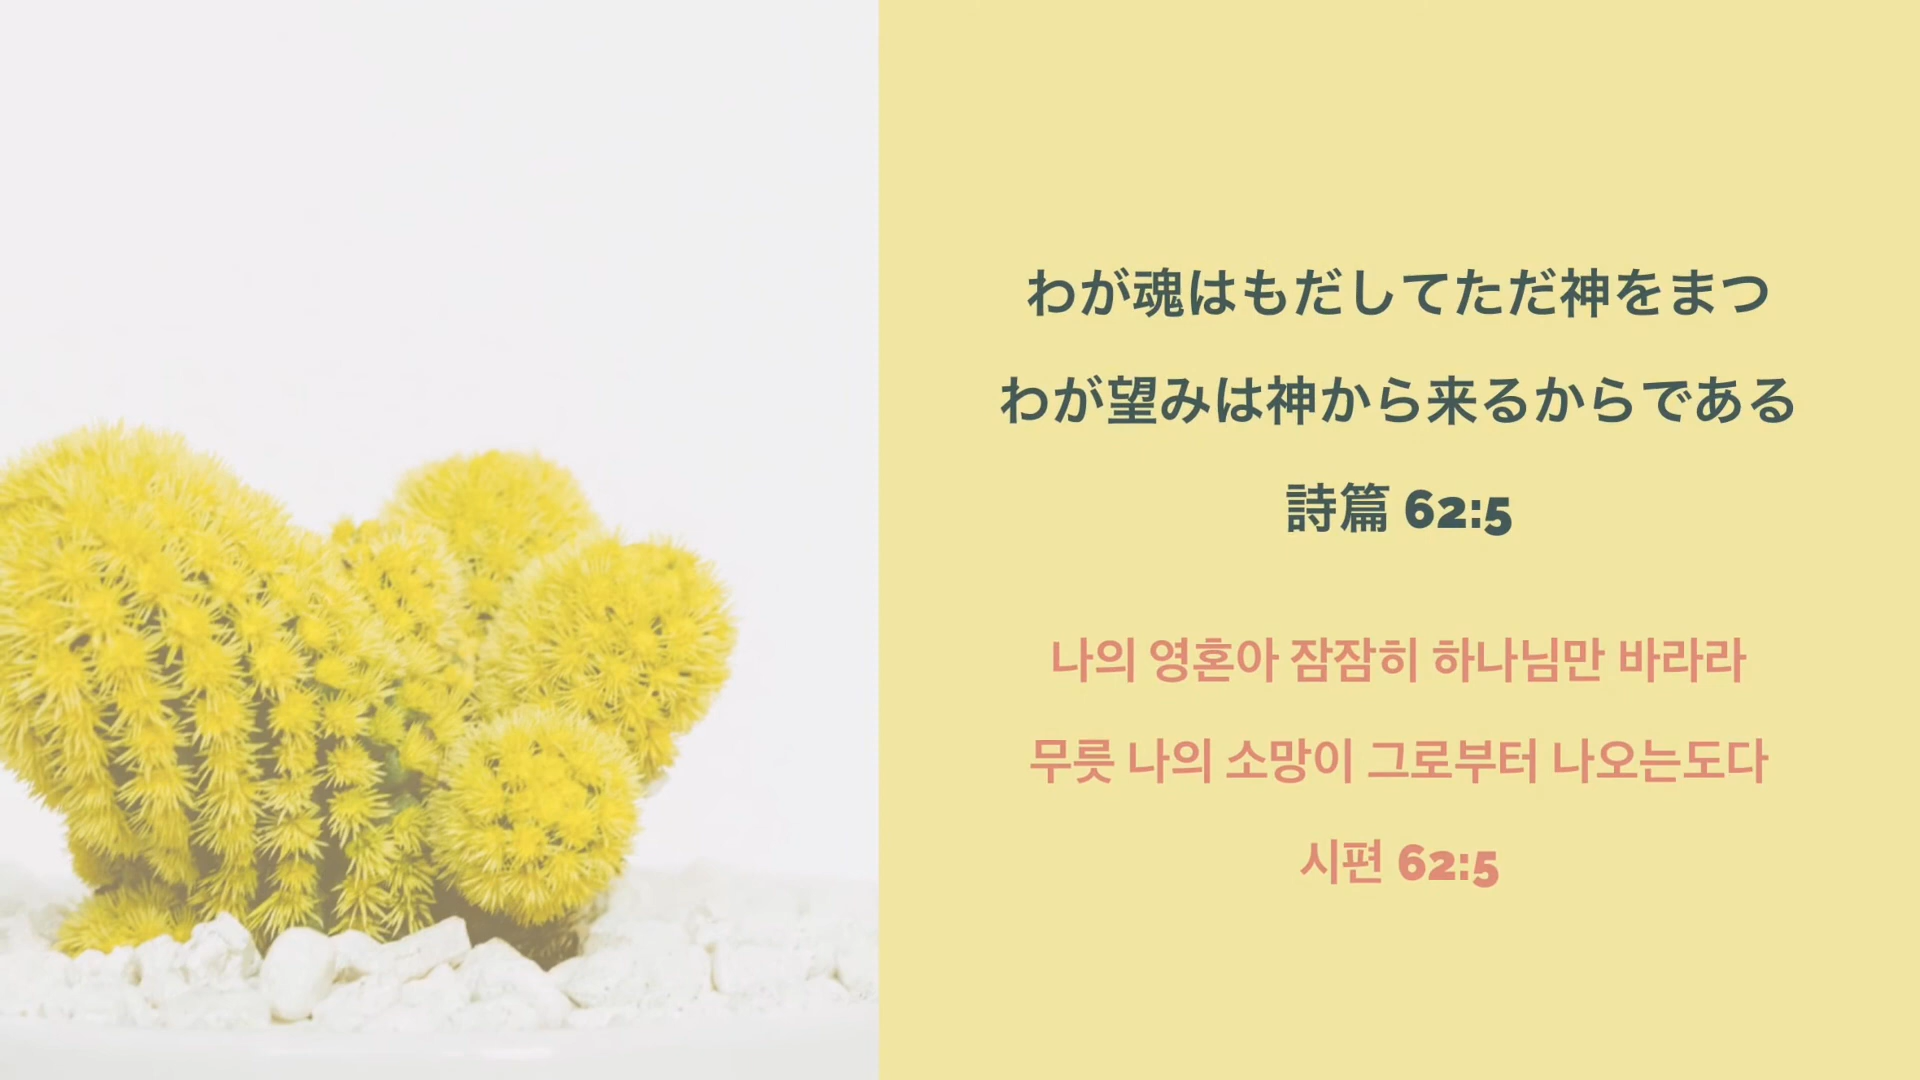 わが魂はもだしてただ神をまつ
わが望みは神から来るからである
詩篇 62:5
나의 영혼아 잠잠히 하나님만 바라라
무릇 나의 소망이 그로부터 나오는도다
시편 62:5